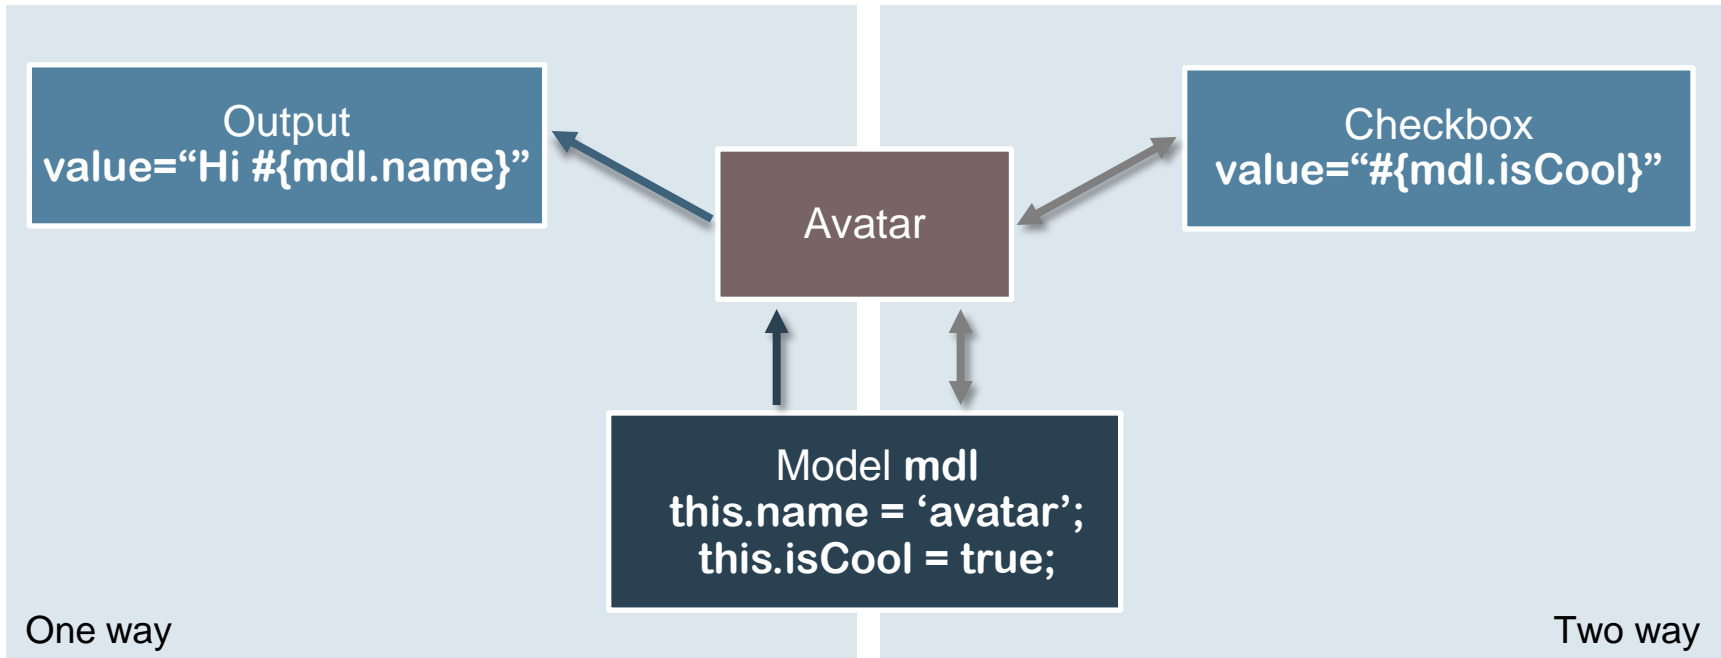 Output
value=“Hi #{mdl.name}”
Avatar
Checkbox
value=“#{mdl.isCool}”
Model mdl
this.name = ‘avatar’;
this.isCool = true;
One way
Two way